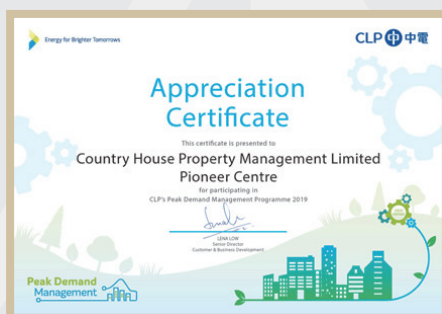 Energy for Brighter Tomorrows
CLP 中電
Appreciation
Certificate
This certificate is presented to
Country House Property Management Limited
Pioneer Centre
for participating in
CLP's Peak Demand Management Programme 2019
LENA LOW
Senior Director
Customer & Business Development
Peak Demand
Management